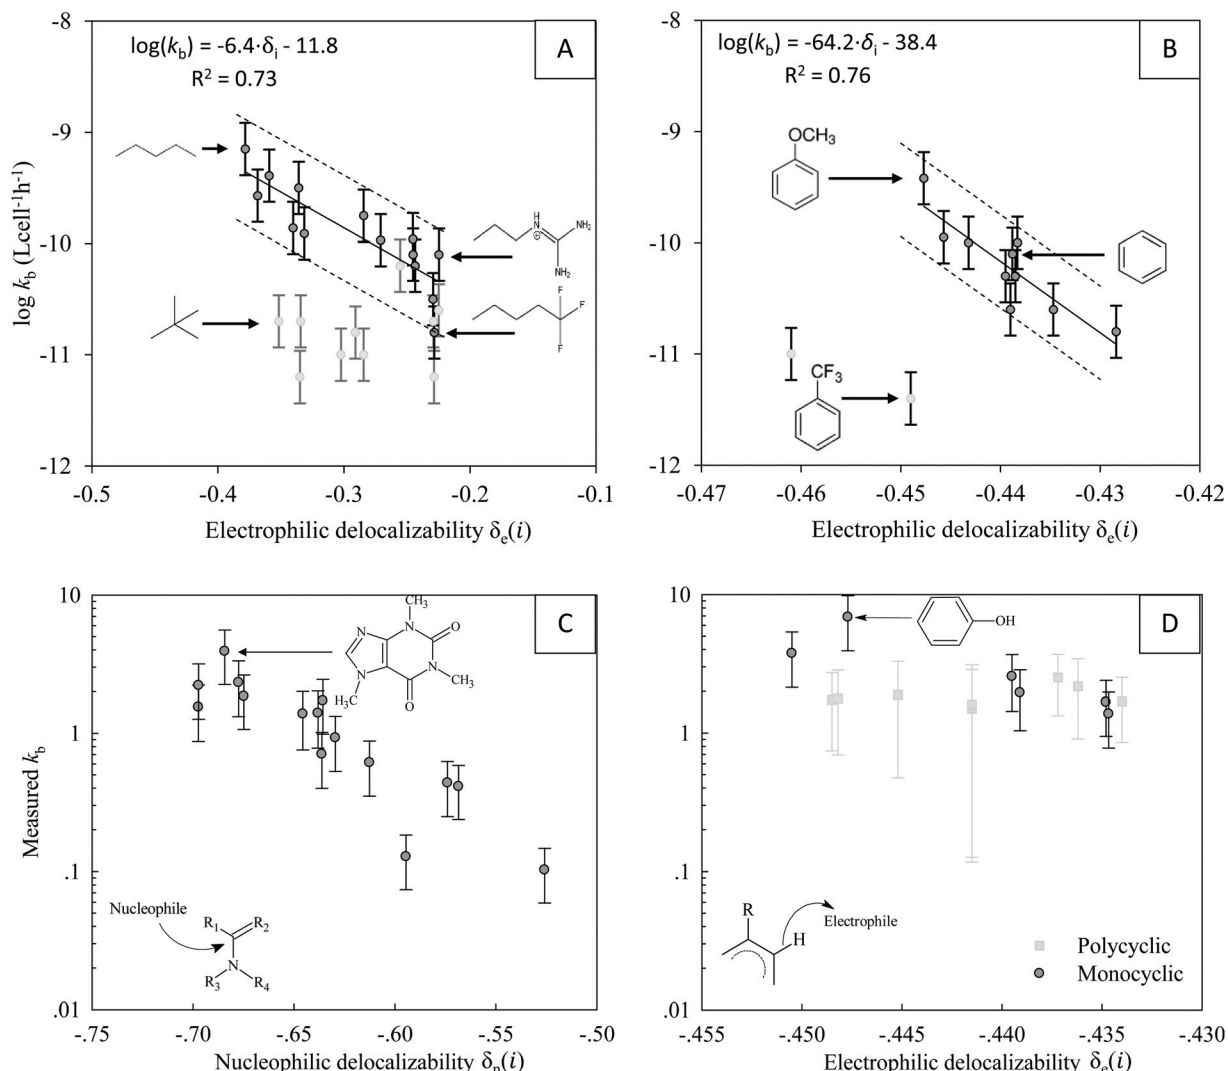 A
log(kb) = -6.4·δi - 11.8
R2 = 0.73
-8
-9
-10
-11
-12
log kb (Lcell-1h-1)
H
N
⊕
NH2
NH2
F
F
F
-0.5
-0.4
-0.3
-0.2
-0.1
Electrophilic delocalizability δe(i)
B
log(kb) = -64.2·δi - 38.4
R2 = 0.76
-8
-9
-10
-11
-12
OCH3
CF3
-0.47
-0.46
-0.45
-0.44
-0.43
-0.42
Electrophilic delocalizability δe(i)
C
10
1
0.1
.01
Measured kb
CH3
N
N
O
N
N
CH3
H3C
O
Nucleophile
R1
R2
N
R3
R4
-.75
-.70
-.65
-.60
-.55
-.50
Nucleophilic delocalizability δn(i)
D
10
1
0.1
.01
OH
R
H
Electrophile
Polycyclic
Monocyclic
-.455
-.450
-.445
-.440
-.435
-.430
Electrophilic delocalizability δe(i)